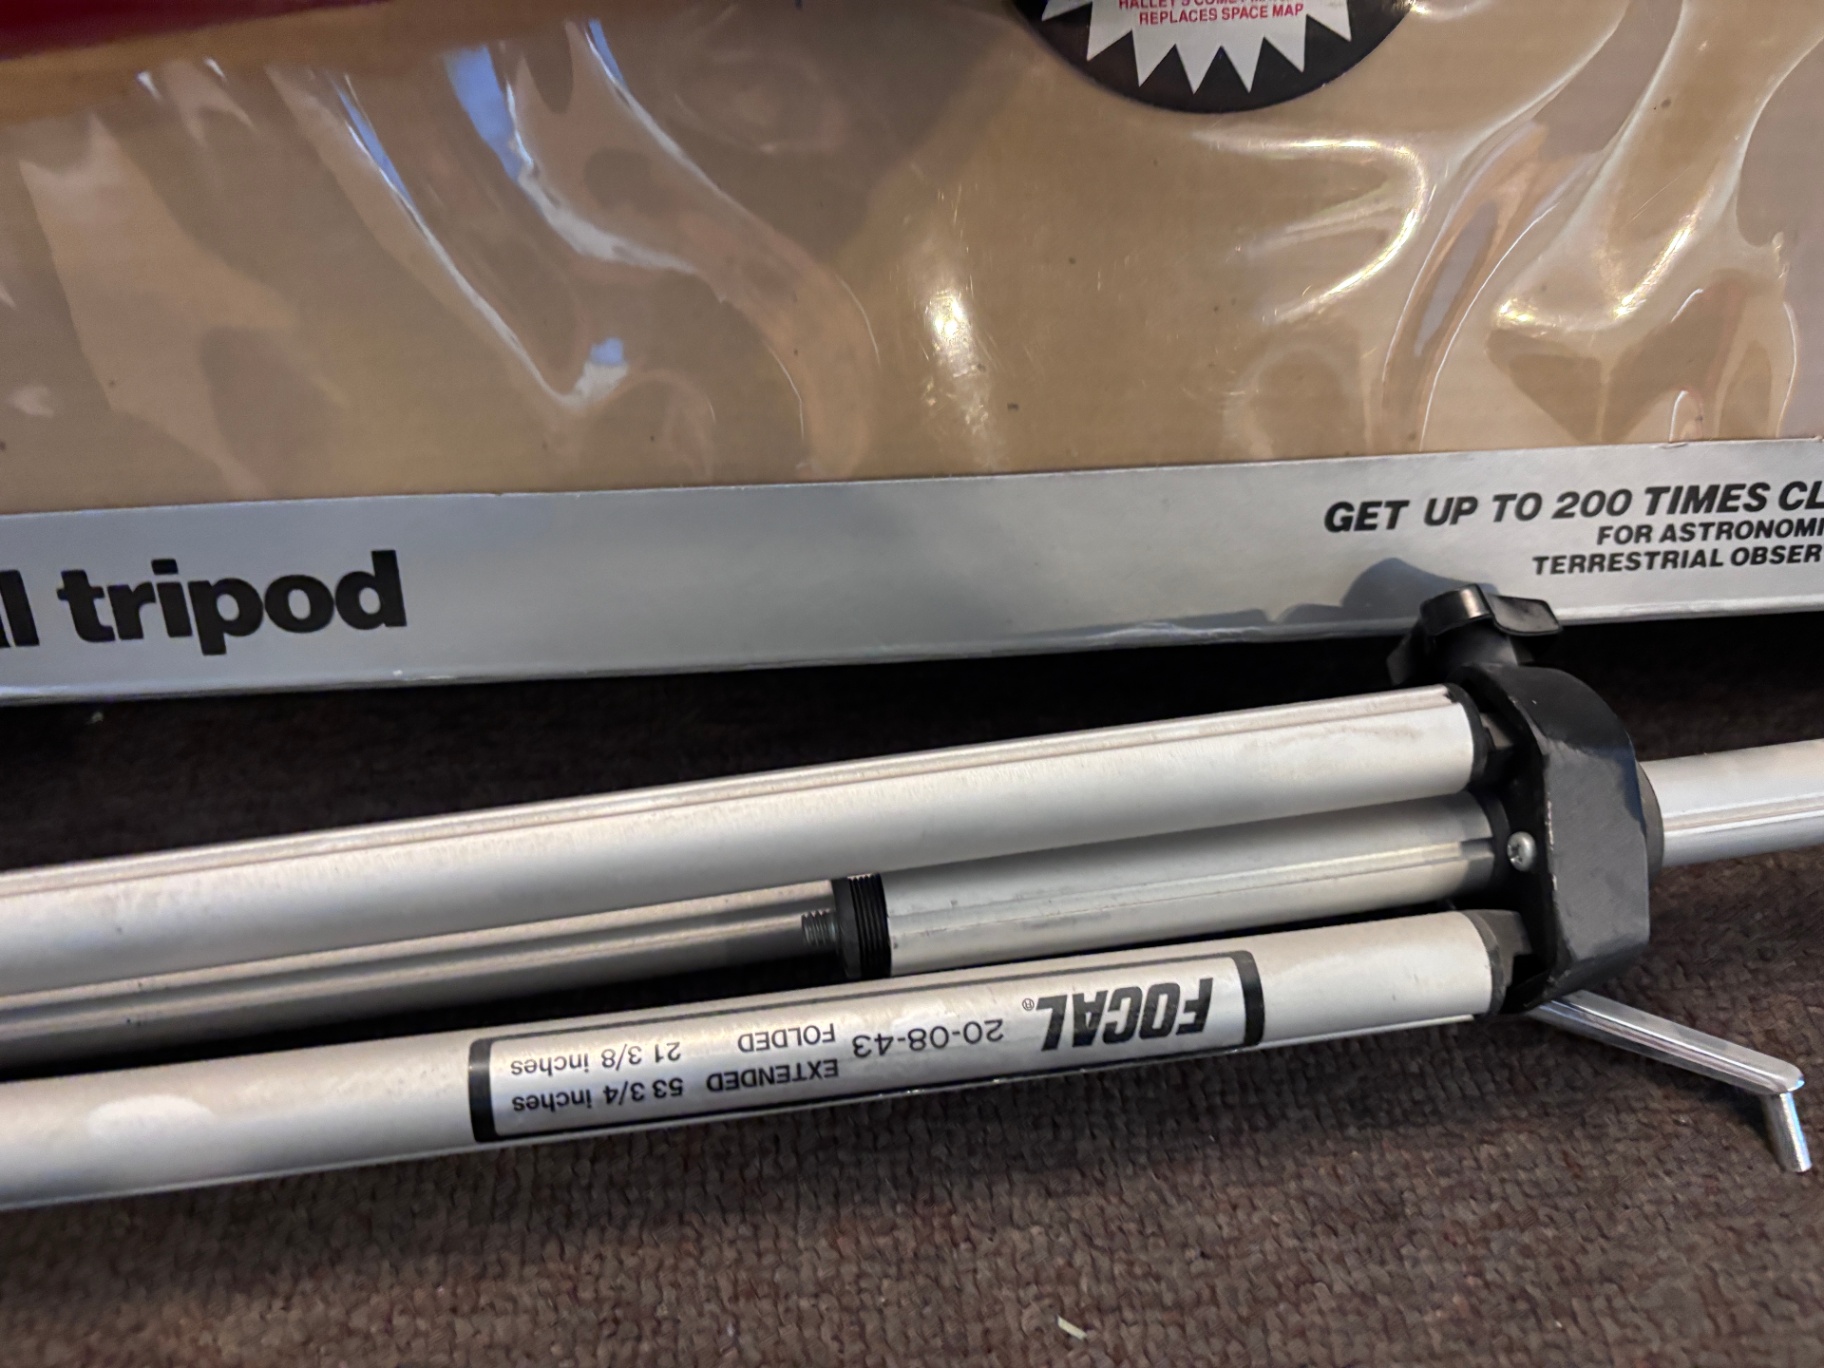 REPLACES SPACE MAP
tripod
GET UP TO 200 TIMES CL
FOR ASTRONOMI
TERRESTRIAL OBSER
FOCAL®
20-08-43
EXTENDED 53 3/4 inches
FOLDED 21 3/8 inches